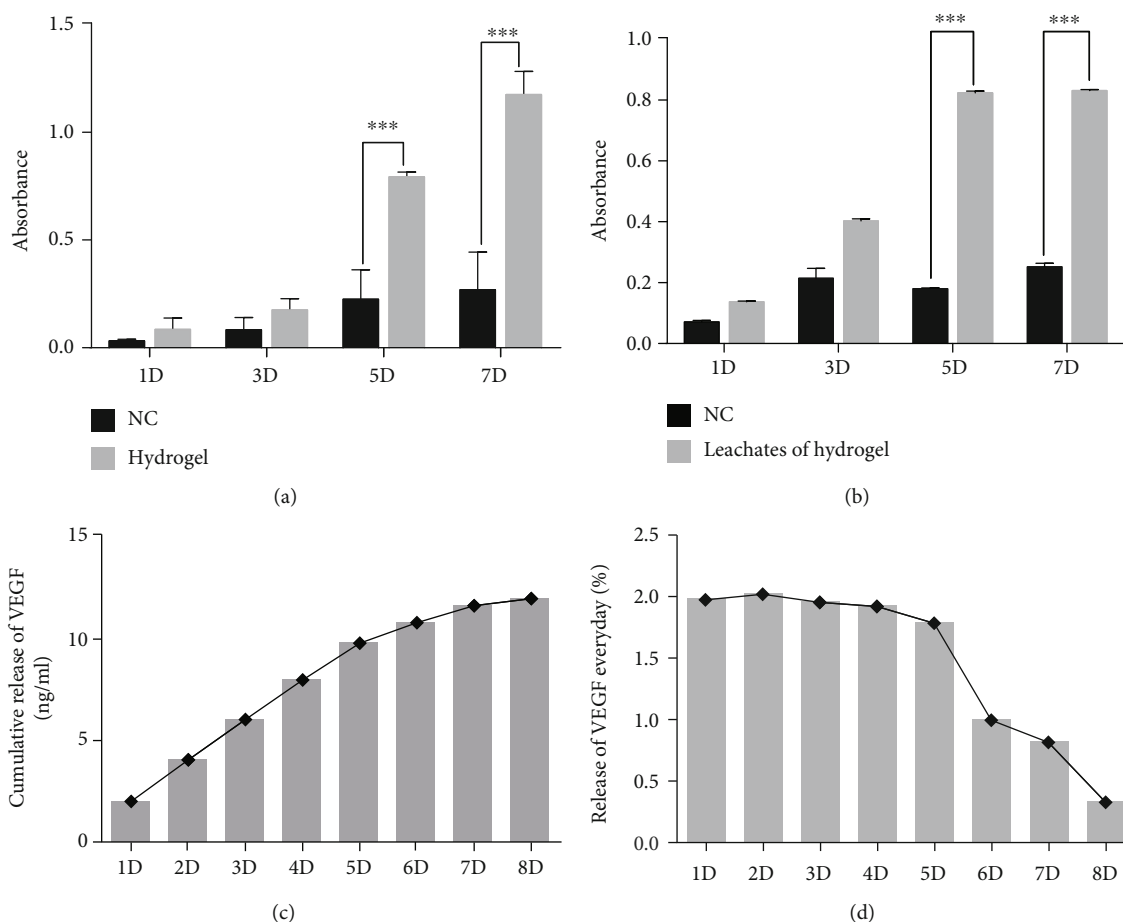 1.5
1.0
0.5
0.0
Absorbance
***
***
1D 3D 5D 7D
NC
Hydrogel
(a)
1.0
0.8
0.6
0.4
0.2
0.0
Absorbance
***
***
1D 3D 5D 7D
NC
Leachates of hydrogel
(b)
15
10
5
0
Cumulative release of VEGF
(ng/ml)
1D 2D 3D 4D 5D 6D 7D 8D
(c)
2.5
2.0
1.5
1.0
0.5
0.0
Release of VEGF everyday (%)
1D 2D 3D 4D 5D 6D 7D 8D
(d)